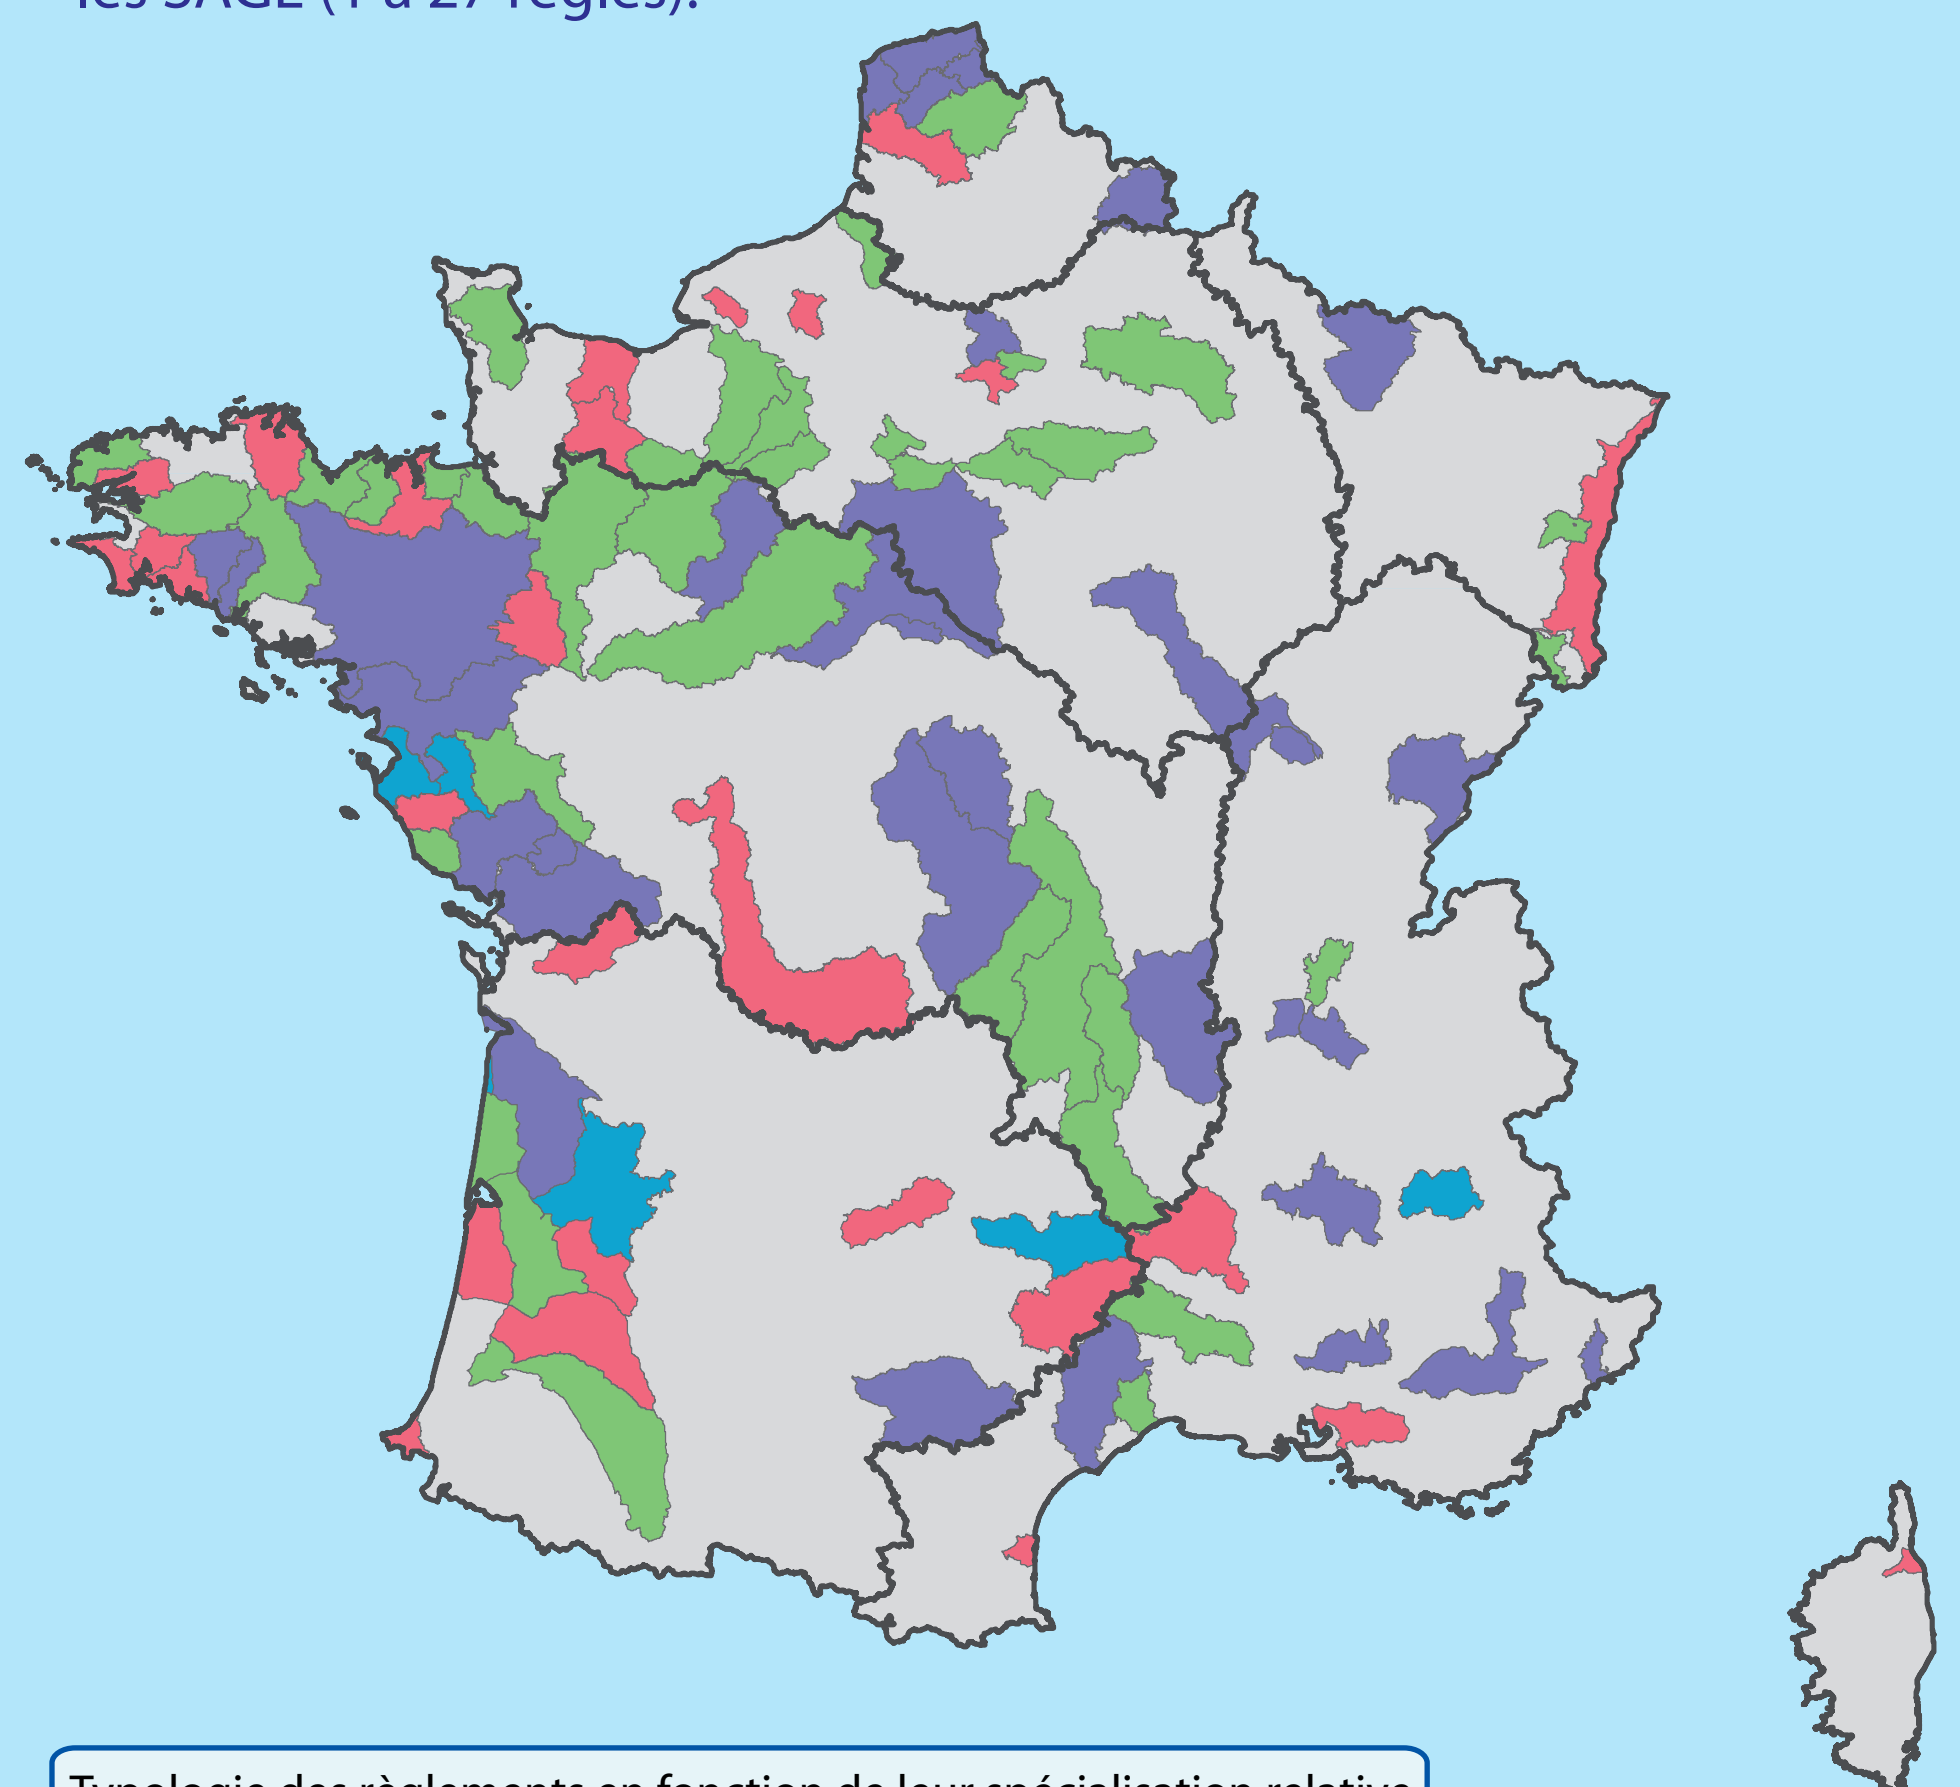 les SAGE (1 à 27 règles).
Typologie des règlements en fonction de leur spécialisation relative